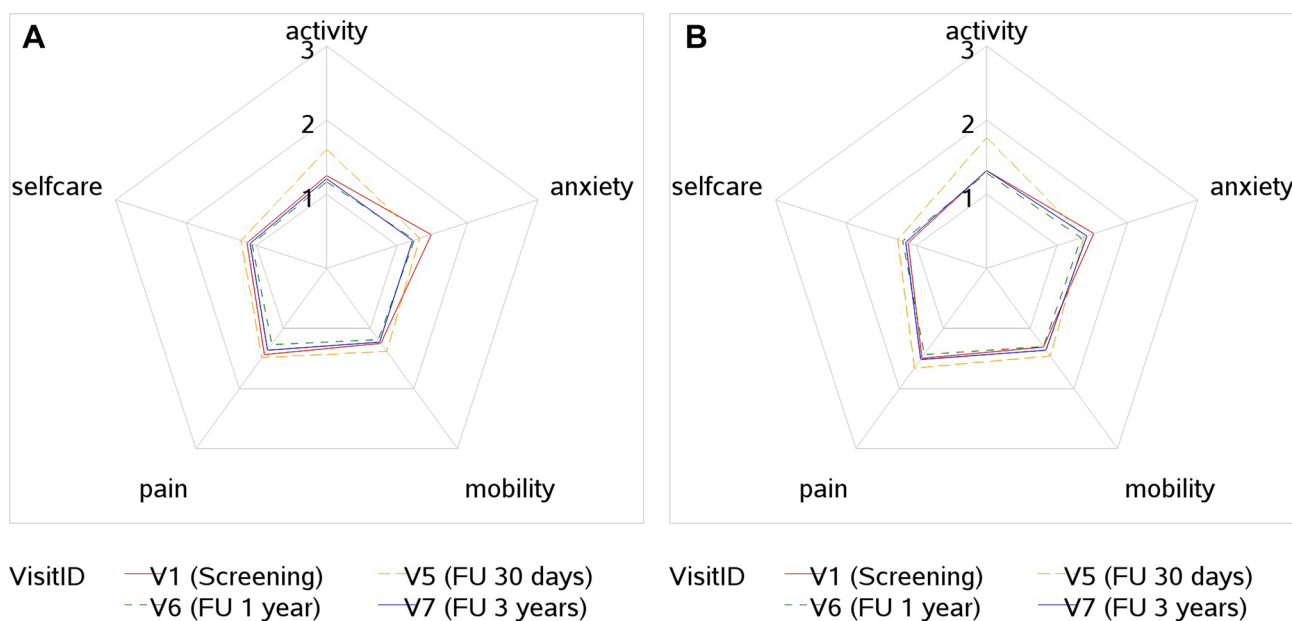 A
activity
3
2
1
selfcare
anxiety
pain
mobility
B
activity
3
2
1
selfcare
anxiety
pain
mobility
VisitID V1 (Screening) V5 (FU 30 days)
V6 (FU 1 year) V7 (FU 3 years)
VisitID V1 (Screening) V5 (FU 30 days)
V6 (FU 1 year) V7 (FU 3 years)